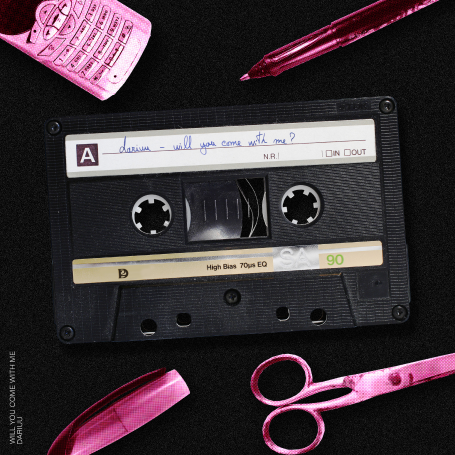 A dariuu - will you come with me?
N.R. □IN □OUT
High Bias 70µs EQ SA 90
WILL YOU COME WITH ME
DARIUU